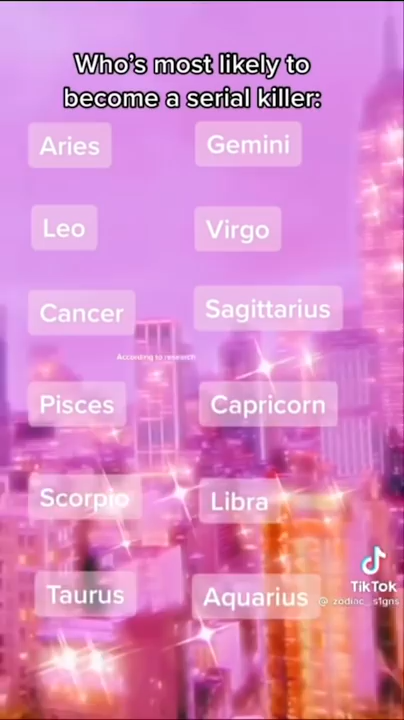 Who's most likely to
become a serial killer:
Aries
Gemini
Leo
Virgo
Cancer
Sagittarius
According to research
Pisces
Capricorn
Scorpio
Libra
Taurus
Aquarius
TikTok
@_zodiac_s1gns